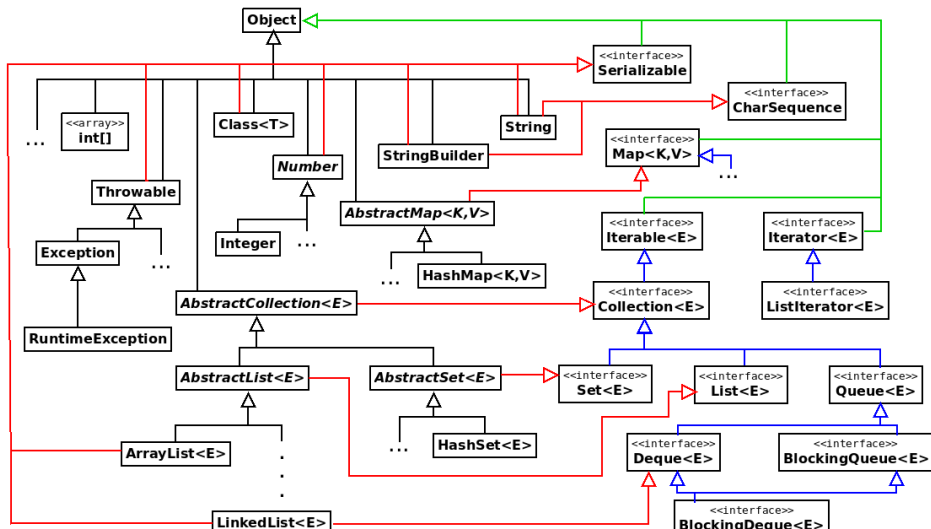 Object
<<interface>>
Serializable
<<interface>>
CharSequence
<<array>>
int[]
...
Class<T>
String
Number
StringBuilder
<<interface>>
Map<K,V>
...
Throwable
AbstractMap<K,V>
<<interface>>
Iterable<E>
<<interface>>
Iterator<E>
Exception
...
Integer
...
...
HashMap<K,V>
AbstractCollection<E>
<<interface>>
Collection<E>
<<interface>>
ListIterator<E>
RuntimeException
AbstractList<E>
AbstractSet<E>
<<interface>>
Set<E>
<<interface>>
List<E>
<<interface>>
Queue<E>
ArrayList<E>
...
HashSet<E>
<<interface>>
Deque<E>
<<interface>>
BlockingQueue<E>
.
.
.
LinkedList<E>
<<interface>>
BlockingDeque<E>